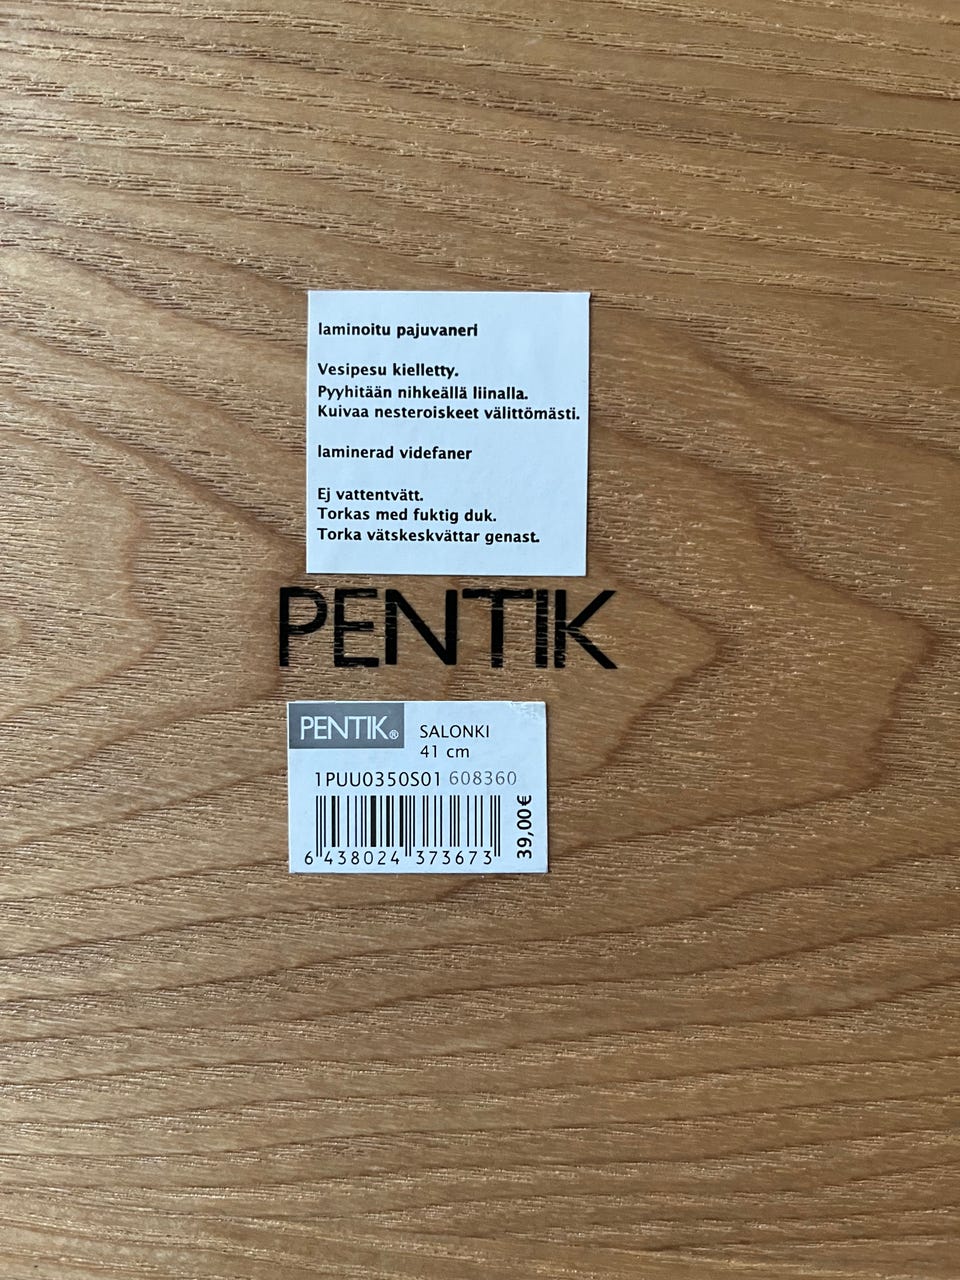 laminoitu pajuvaneri
Vesipesu kielletty.
Pyyhitään nihkeällä liinalla.
Kuivaa nesteroiskeet välittömästi.
laminerad videfaner
Ej vattentvätt.
Torkas med fuktig duk.
Torka vätskeskvättar genast.
PENTIK
PENTIK®
SALONKI
41 cm
1PUU0350S01 608360
39,00€
6 438024 373673